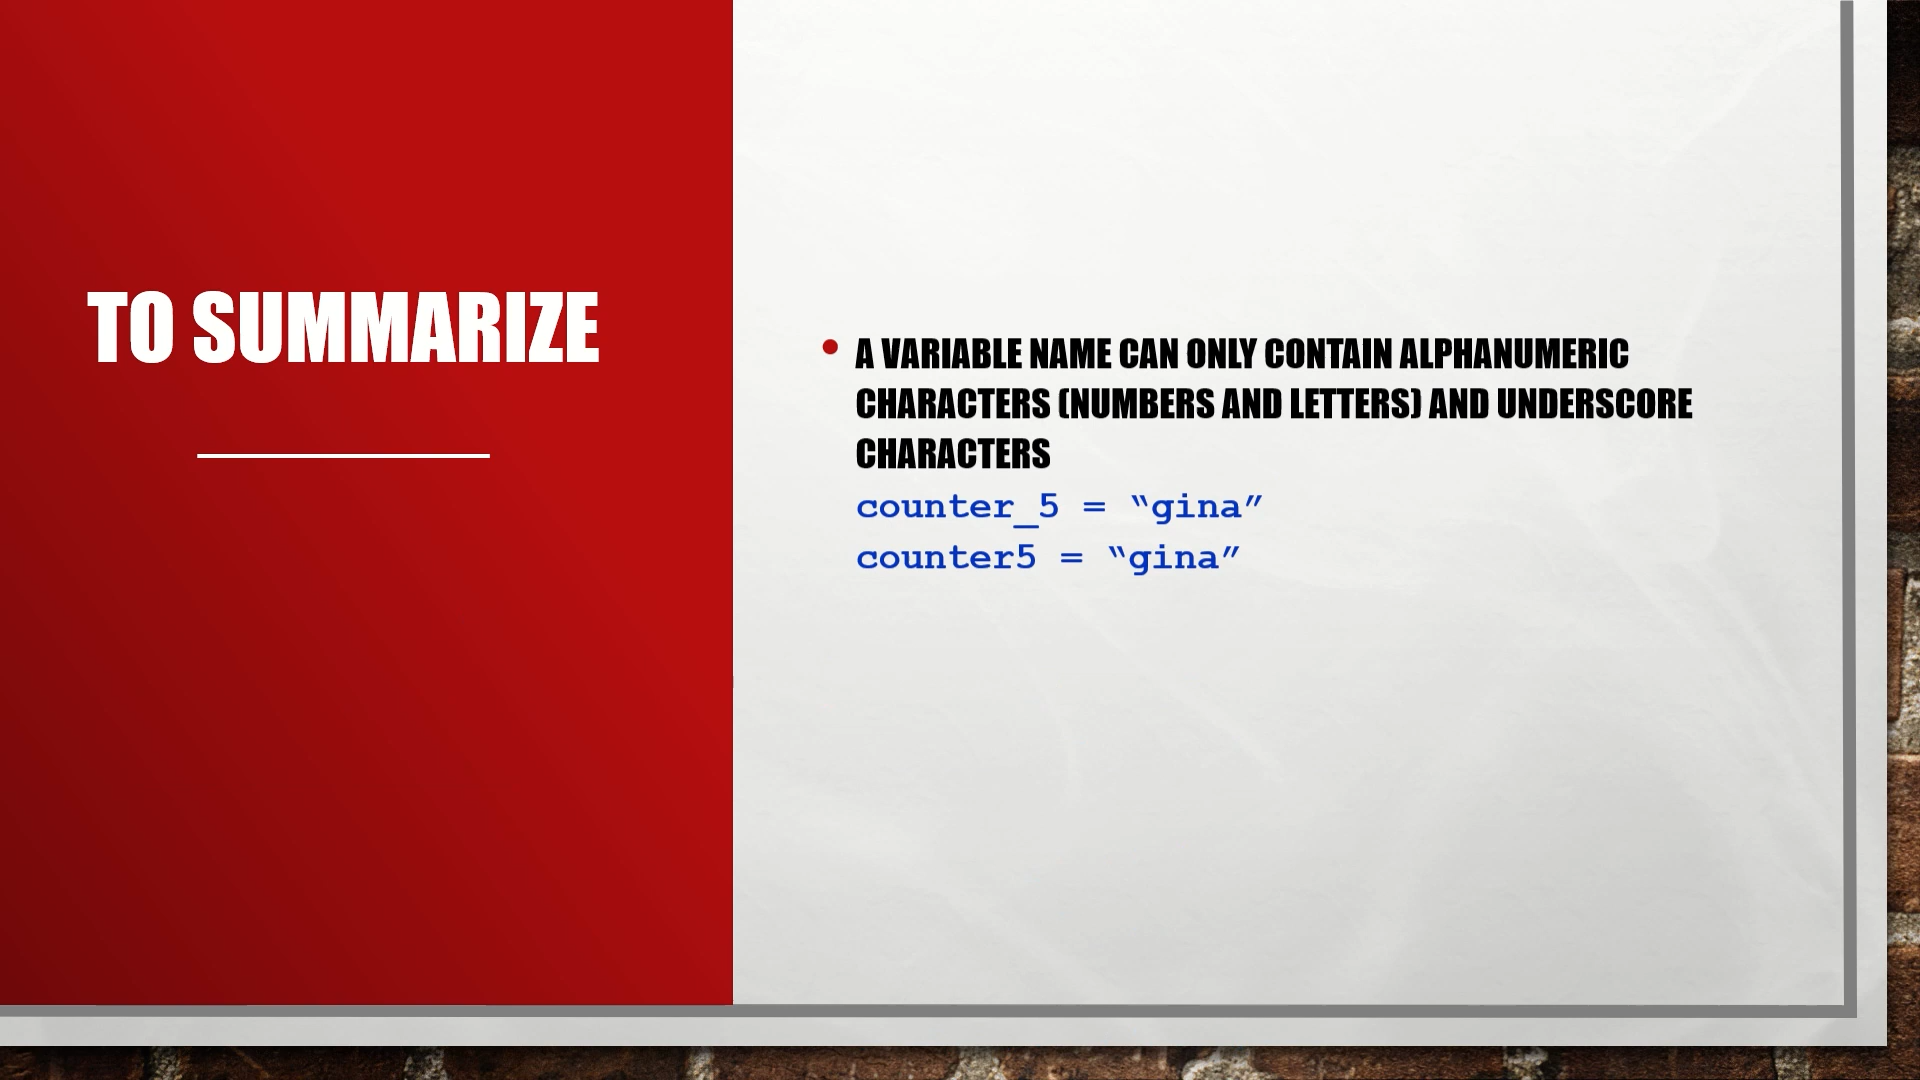 TO SUMMARIZE
• A VARIABLE NAME CAN ONLY CONTAIN ALPHANUMERIC
CHARACTERS (NUMBERS AND LETTERS) AND UNDERSCORE
CHARACTERS
counter_5 = “gina”
counter5 = “gina”